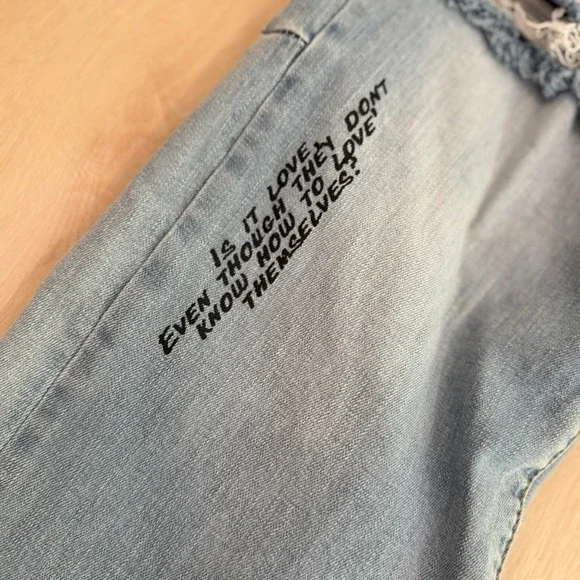 IS IT LOVE,
EVEN THOUGH THEY DONT
KNOW HOW TO LOVE'
THEMSELVES?